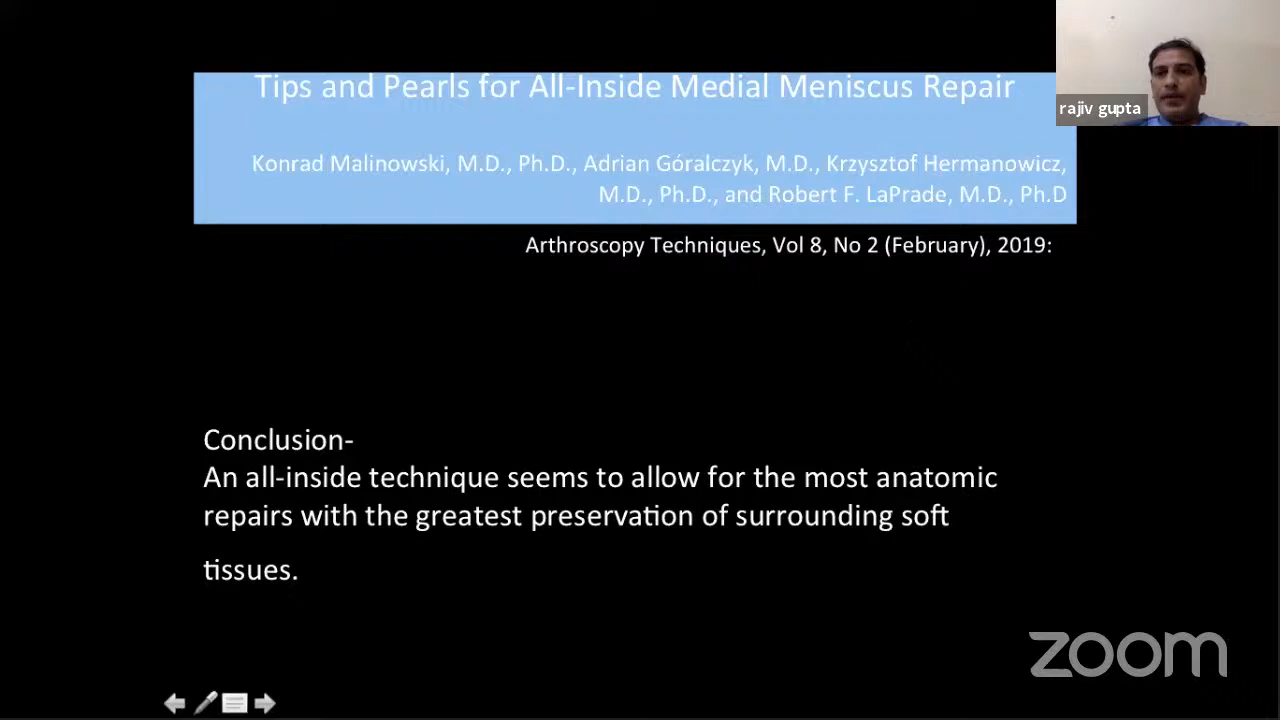 Tips and Pearls for All-Inside Medial Meniscus Repair
rajiv gupta
Konrad Malinowski, M.D., Ph.D., Adrian Góralczyk, M.D., Krzysztof Hermanowicz,
M.D., Ph.D., and Robert F. LaPrade, M.D., Ph.D
Arthroscopy Techniques, Vol 8, No 2 (February), 2019:
Conclusion-
An all-inside technique seems to allow for the most anatomic
repairs with the greatest preservation of surrounding soft
tissues.
zoom